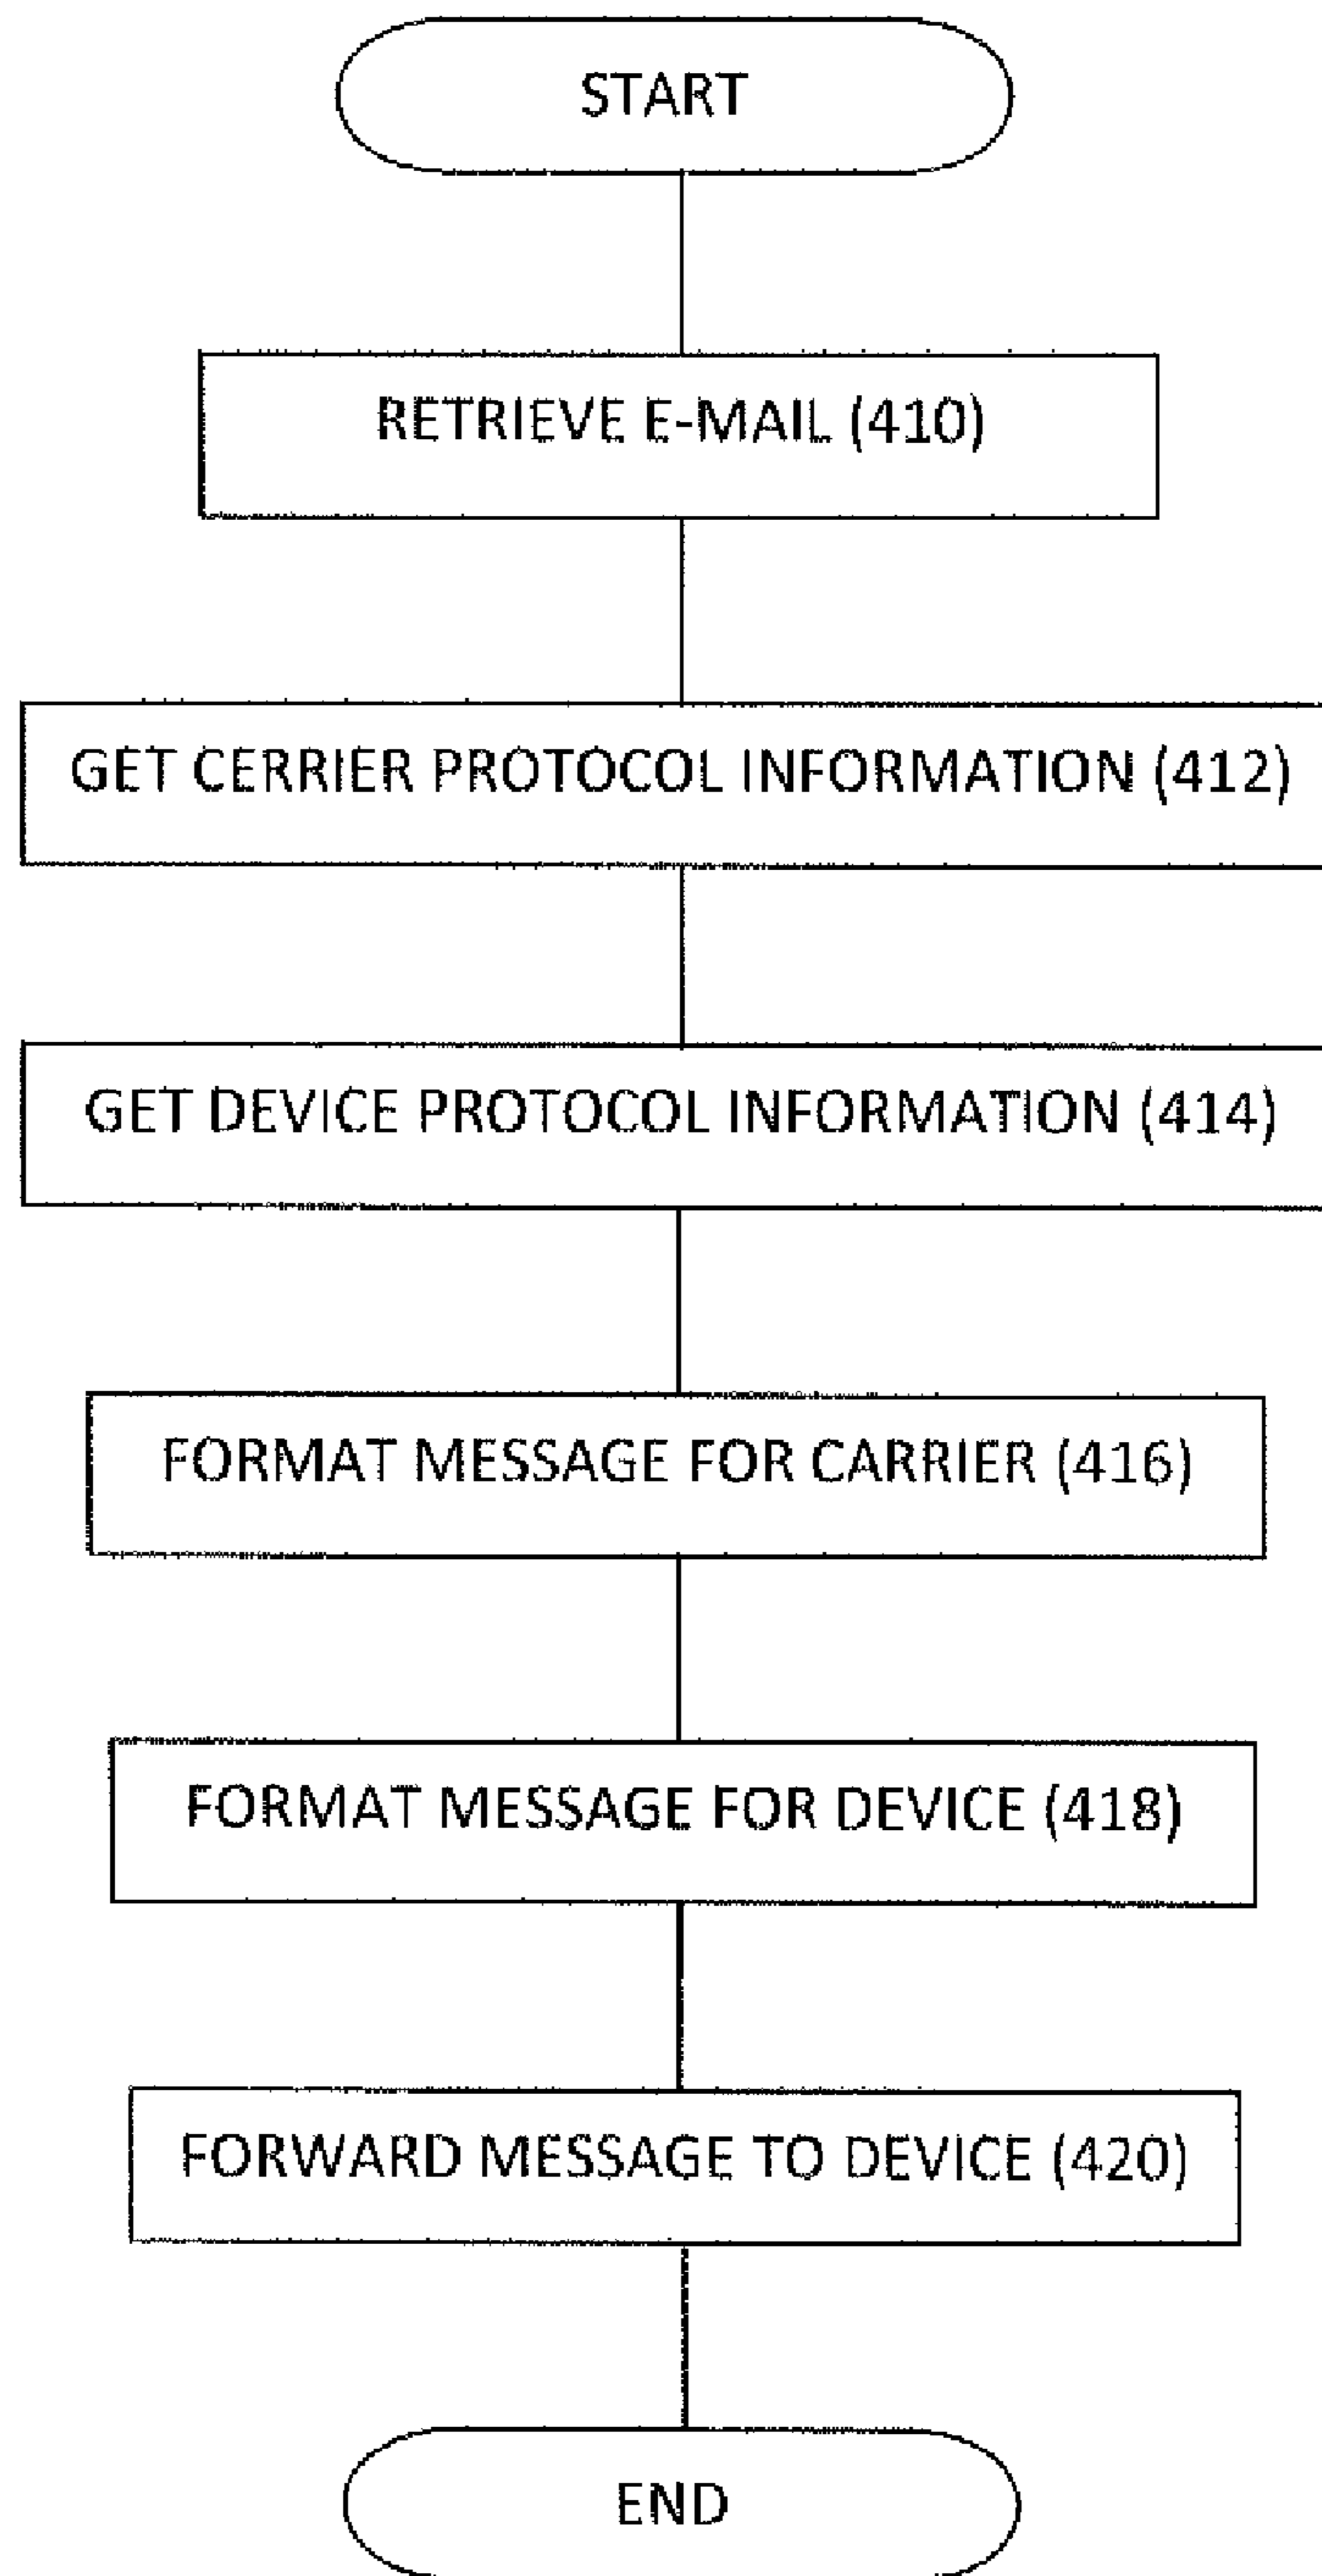 START
RETRIEVE E-MAIL (410)
GET CERRIER PROTOCOL INFORMATION (412)
GET DEVICE PROTOCOL INFORMATION (414)
FORMAT MESSAGE FOR CARRIER (416)
FORMAT MESSAGE FOR DEVICE (418)
FORWARD MESSAGE TO DEVICE (420)
END